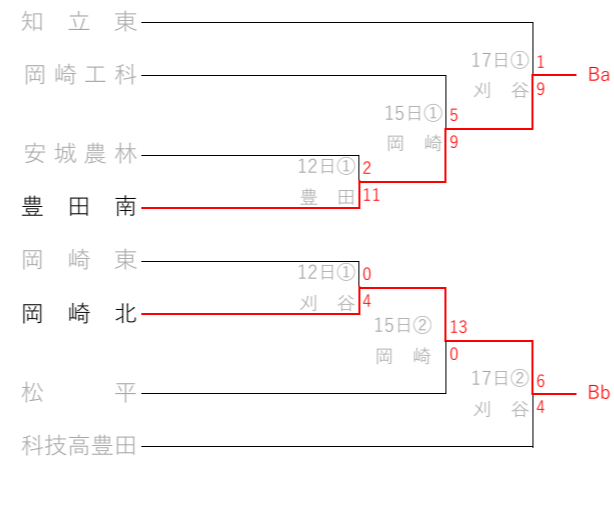 知立東
17日① 1
Ba
岡崎工科
刈谷 9
15日① 5
岡崎 9
安城農林
12日① 2
豊田 11
豊田南
岡崎東
12日① 0
岡崎北
刈谷 4
15日② 13
岡崎 0
17日② 6
松平
Bb
刈谷 4
科技高豊田